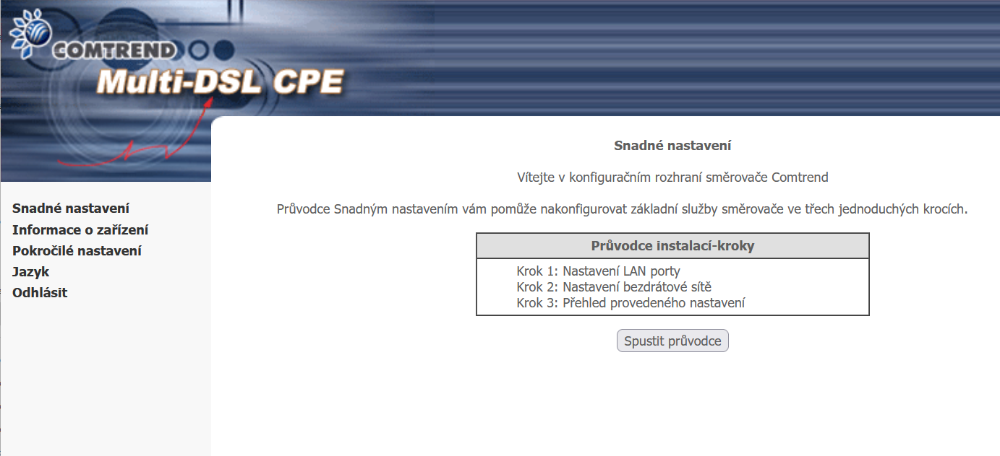 COMTREND
Multi-DSL CPE
Snadné nastavení
Informace o zařízení
Pokročilé nastavení
Jazyk
Odhlásit
Snadné nastavení
Vítejte v konfiguračním rozhraní směrovače Comtrend
Průvodce Snadným nastavením vám pomůže nakonfigurovat základní služby směrovače ve třech jednoduchých krocích.
Průvodce instalací-kroky
Krok 1: Nastavení LAN porty
Krok 2: Nastavení bezdrátové sítě
Krok 3: Přehled provedeného nastavení
Spustit průvodce